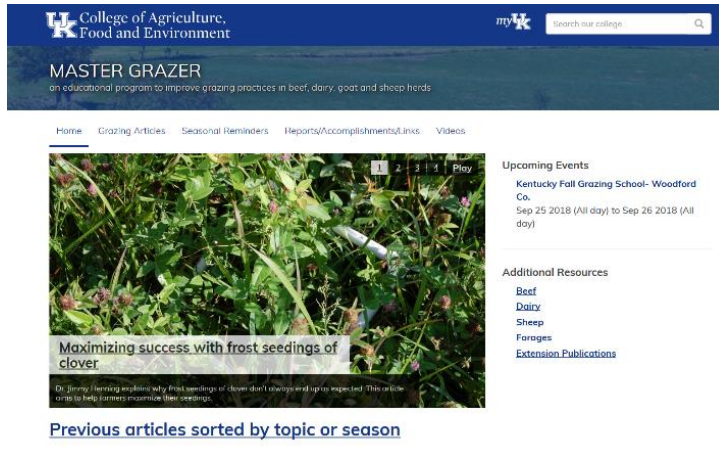 UK College of Agriculture,
Food and Environment
myUK
Search our college
MASTER GRAZER
an educational program to improve grazing practices in beef, dairy, goat and sheep herds
Home Grazing Articles Seasonal Reminders Reports/Accomplishments/Links Videos
1 2 3 4 Play
Maximizing success with frost seedings of
clover
Dr. Jimmy Henning explains why frost seedings of clover don't always end up as expected. This article
aims to help farmers maximize their seedings.
Previous articles sorted by topic or season
Upcoming Events
Kentucky Fall Grazing School- Woodford
Co.
Sep 25 2018 (All day) to Sep 26 2018 (All
day)
Additional Resources
Beef
Dairy
Sheep
Forages
Extension Publications